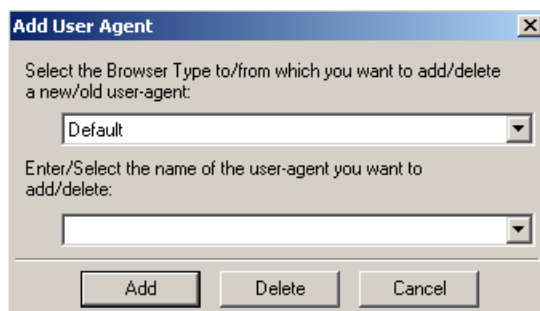 Add User Agent
Select the Browser Type to/from which you want to add/delete
a new/old user-agent:
Default
Enter/Select the name of the user-agent you want to
add/delete:
Add Delete Cancel